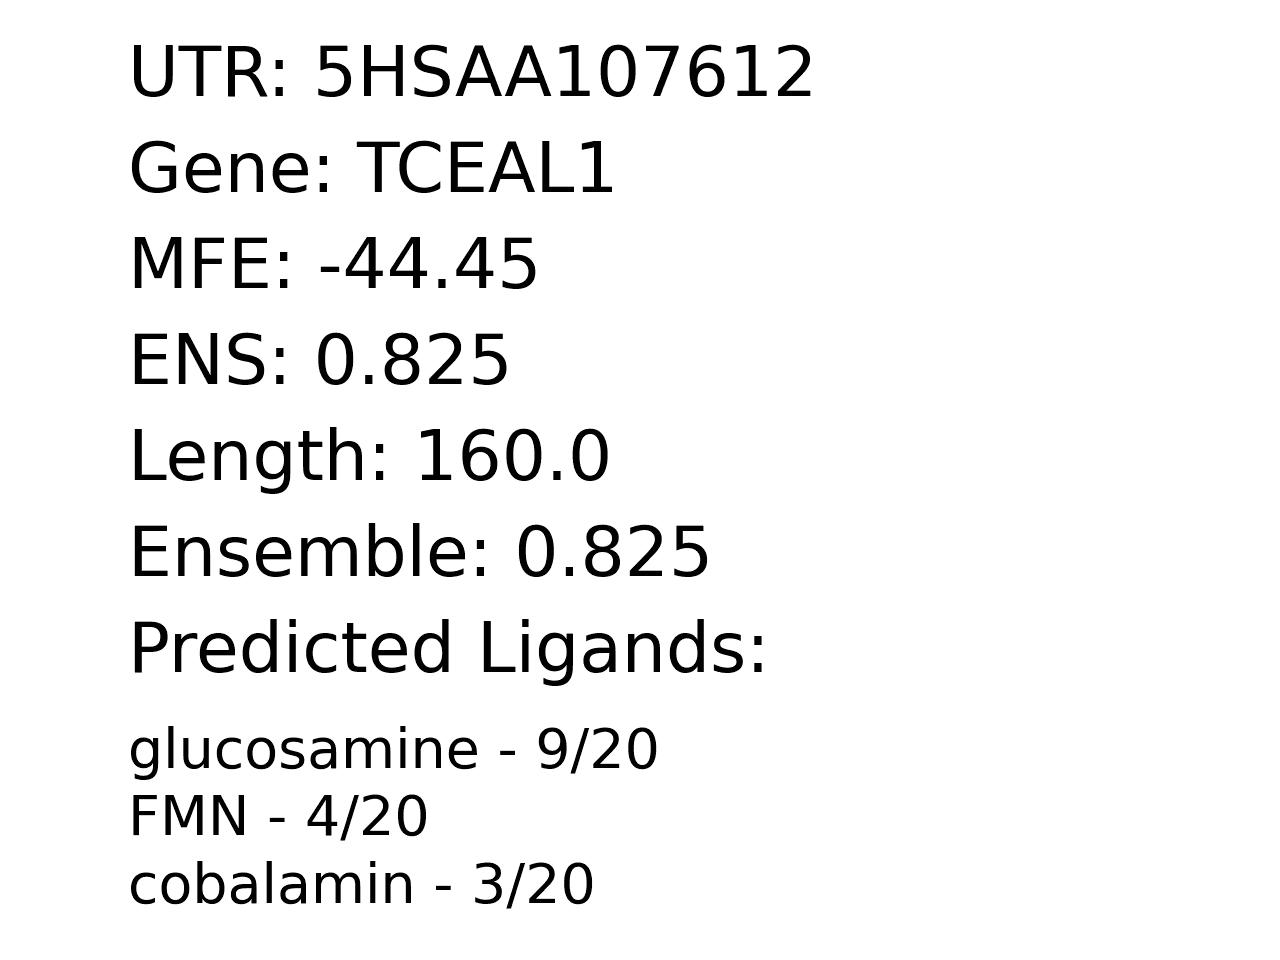 UTR: 5HSAA107612
Gene: TCEAL1
MFE: -44.45
ENS: 0.825
Length: 160.0
Ensemble: 0.825
Predicted Ligands:
glucosamine - 9/20
FMN - 4/20
cobalamin - 3/20